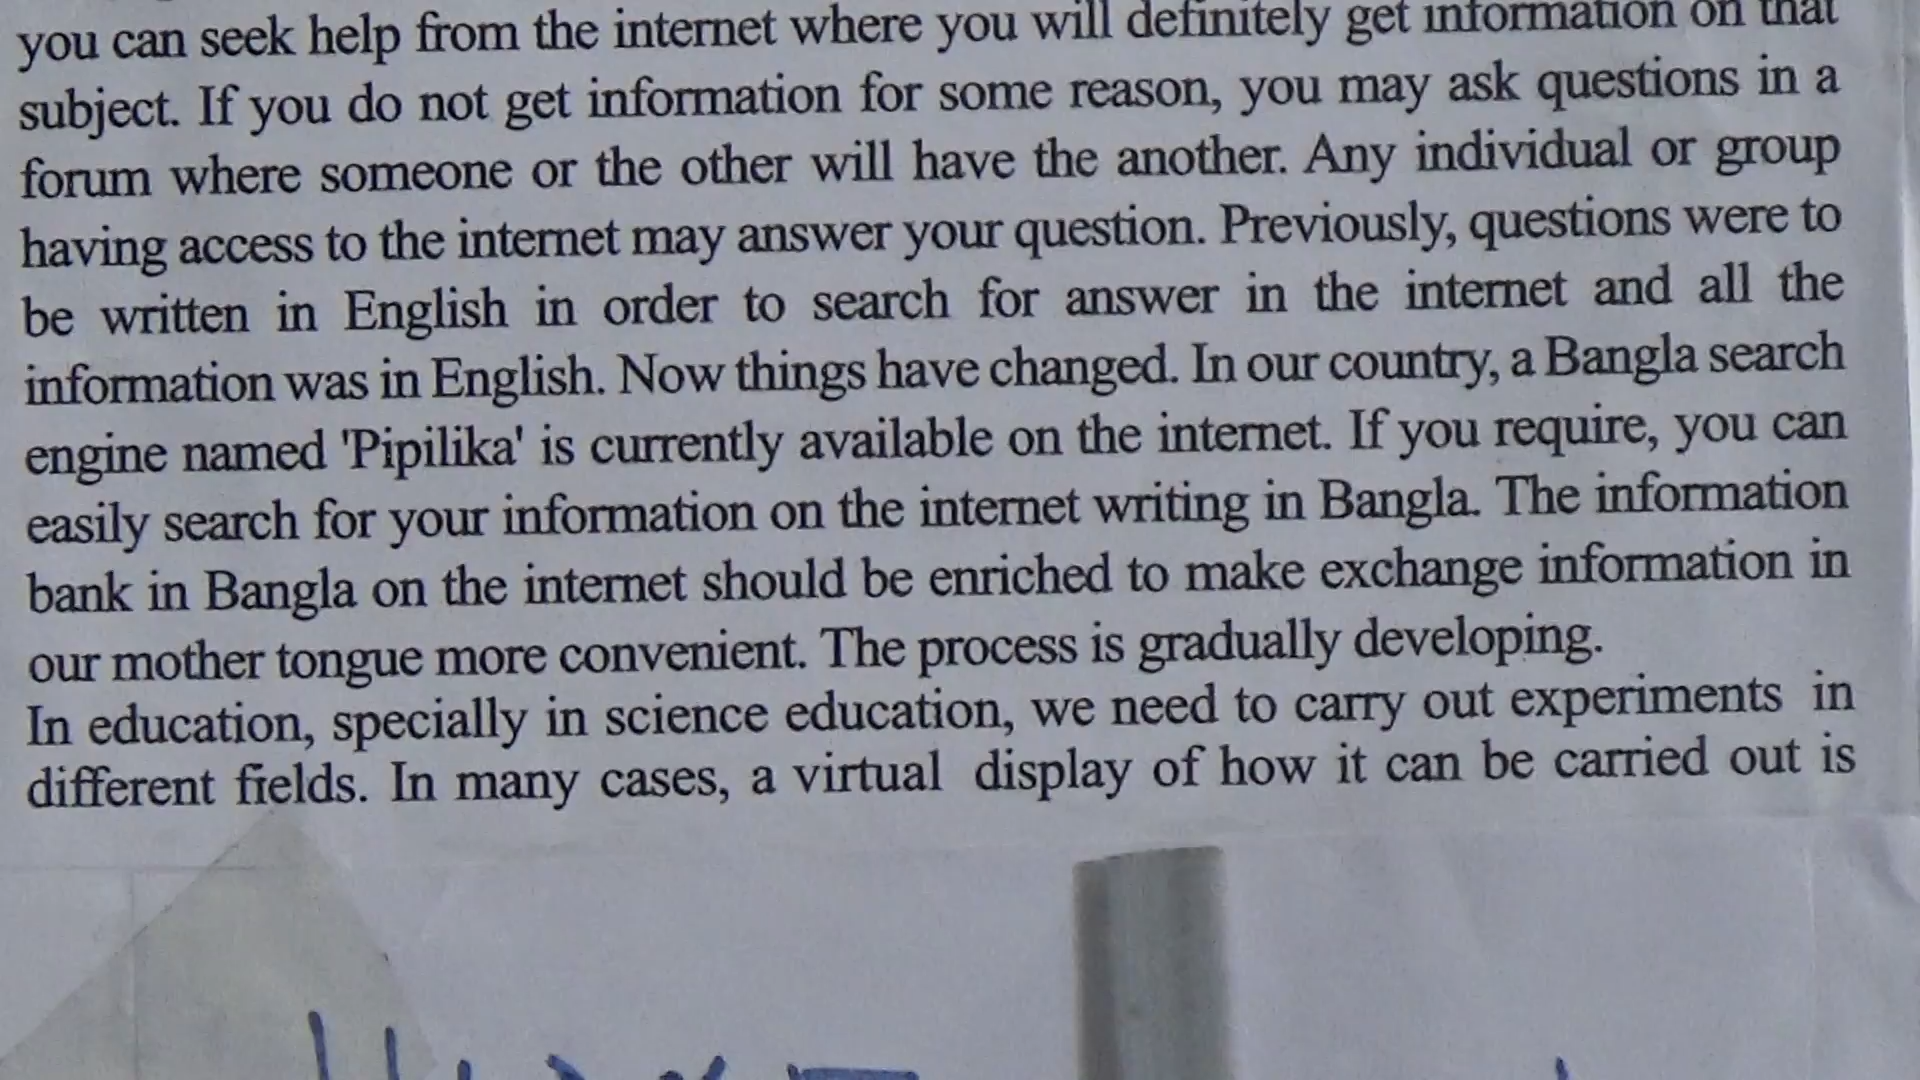 you can seek help from the internet where you will definitely get information on that
subject. If you do not get information for some reason, you may ask questions in a
forum where someone or the other will have the another. Any individual or group
having access to the internet may answer your question. Previously, questions were to
be written in English in order to search for answer in the internet and all the
information was in English. Now things have changed. In our country, a Bangla search
engine named 'Pipilika' is currently available on the internet. If you require, you can
easily search for your information on the internet writing in Bangla. The information
bank in Bangla on the internet should be enriched to make exchange information in
our mother tongue more convenient. The process is gradually developing.
In education, specially in science education, we need to carry out experiments in
different fields. In many cases, a virtual display of how it can be carried out is